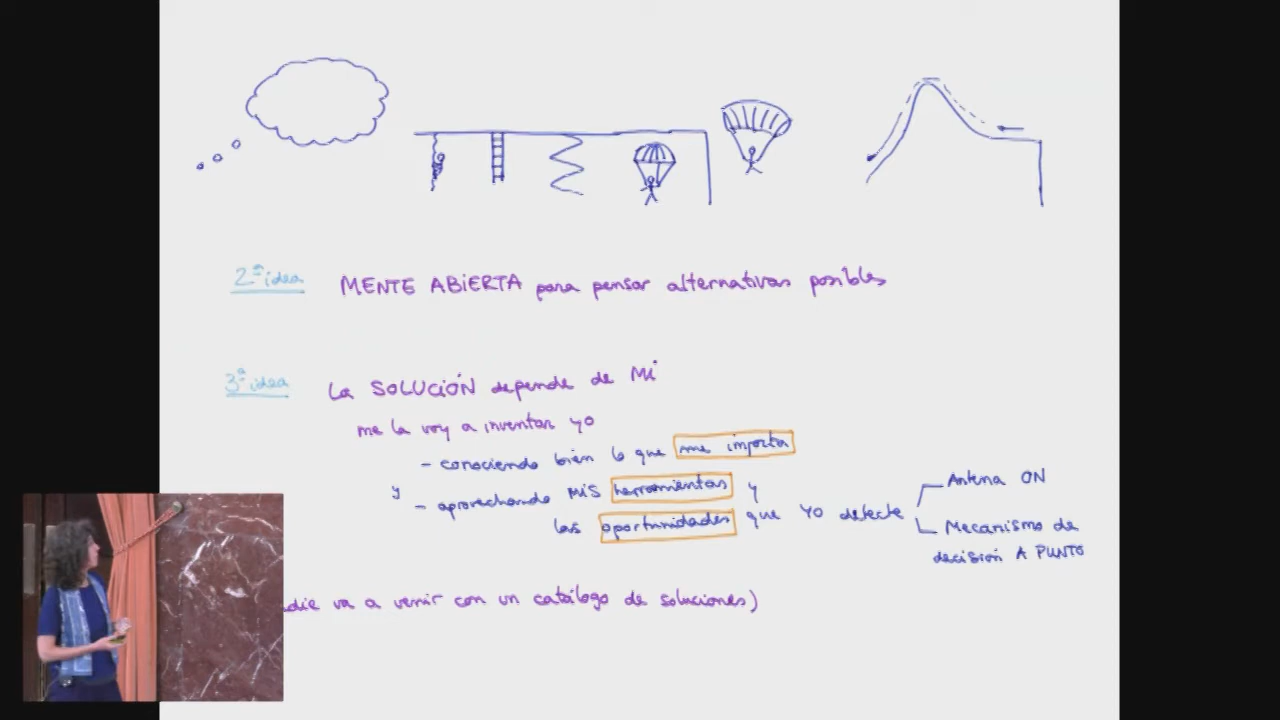 2ª idea MENTE ABIERTA para pensar alternativas posibles
3ª idea La SOLUCIÓN depende de Mí
me la voy a inventar yo
- conociendo bien lo que me importa
y - aprovechando MIS herramientas y
las oportunidades que YO detecte
Antena ON
Mecanismo de
decisión A PUNTO
va a venir con un catálogo de soluciones)